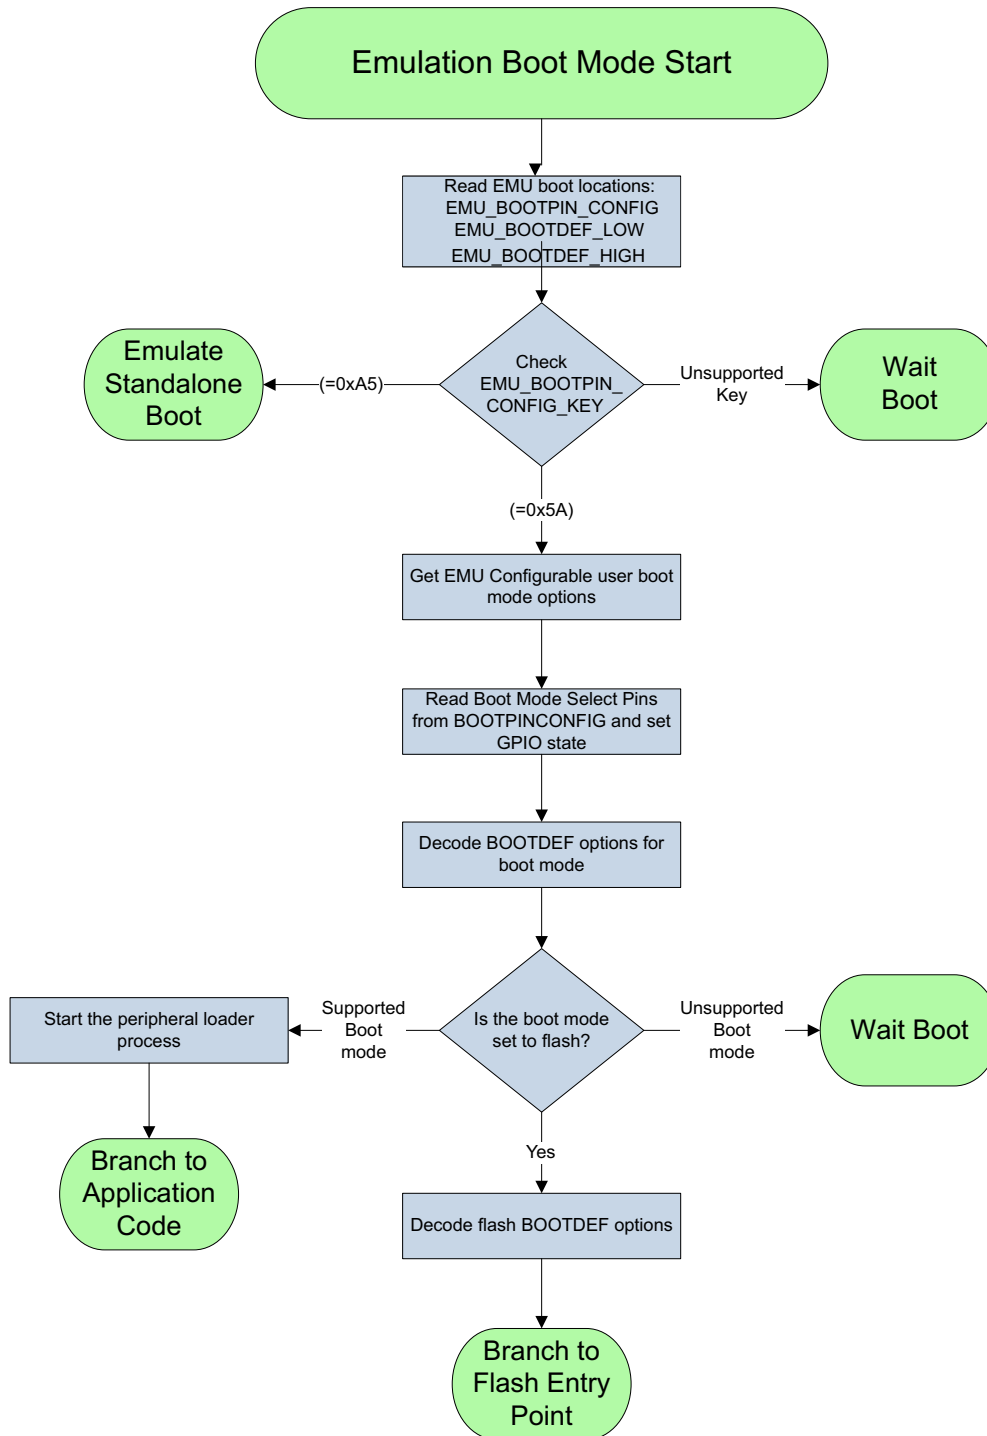 Emulation Boot Mode Start
Read EMU boot locations:
EMU_BOOTPIN_CONFIG
EMU_BOOTDEF_LOW
EMU_BOOTDEF_HIGH
Emulate
Standalone
Boot
(=0xA5)
Check
EMU_BOOTPIN_
CONFIG_KEY
Unsupported
Key
Wait
Boot
(=0x5A)
Get EMU Configurable user boot
mode options
Read Boot Mode Select Pins
from BOOTPINCONFIG and set
GPIO state
Decode BOOTDEF options for
boot mode
Start the peripheral loader
process
Supported
Boot
mode
Is the boot mode
set to flash?
Unsupported
Boot
mode
Wait Boot
Branch to
Application
Code
Yes
Decode flash BOOTDEF options
Branch to
Flash Entry
Point